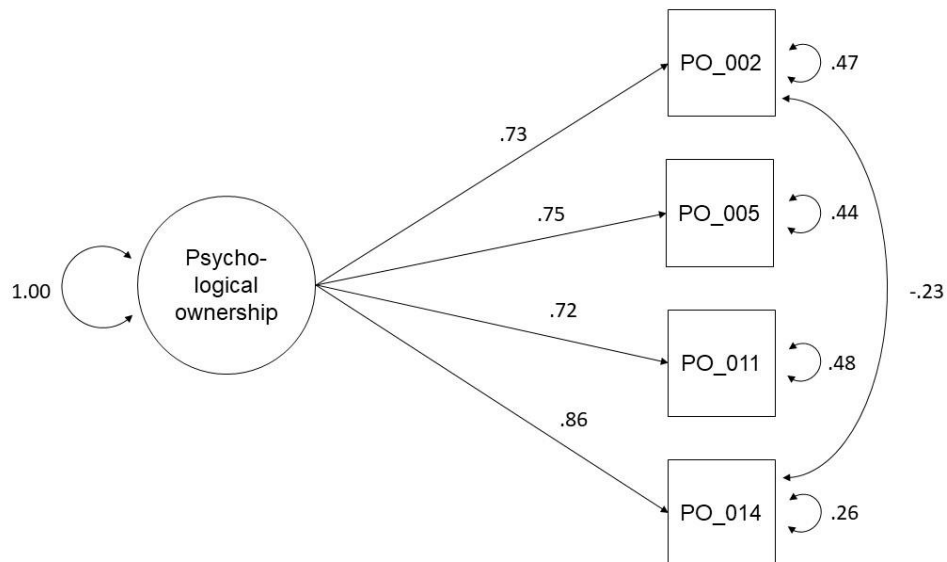 PO_002
.47
.73
PO_005
.44
.75
Psycho-
logical
ownership
1.00
-.23
.72
PO_011
.48
.86
PO_014
.26